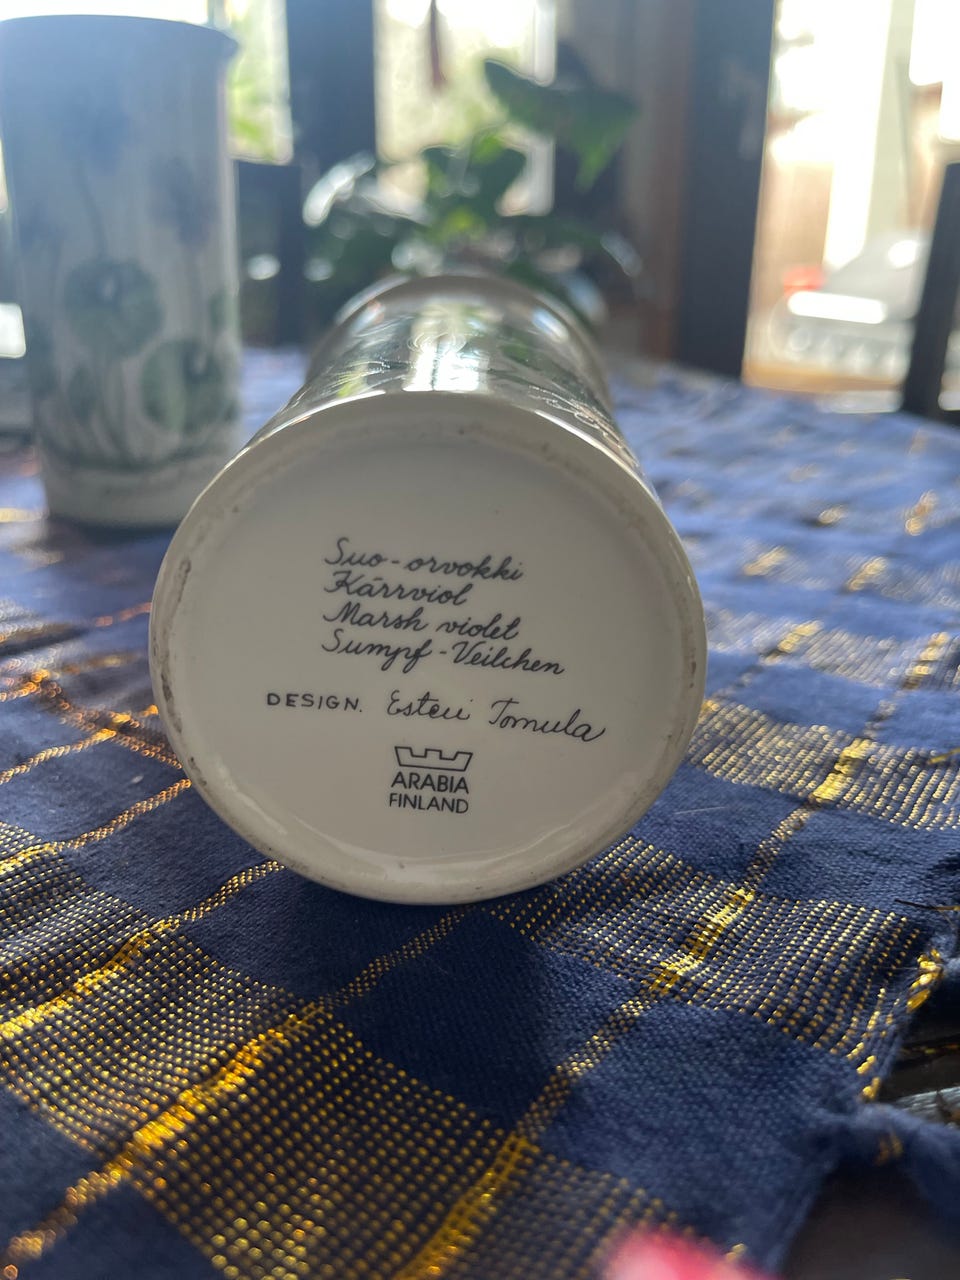 Suo-orvokki
Kärrviol
Marsh violet
Sumpf-Veilchen
DESIGN. Esteri Tomula
ARABIA
FINLAND